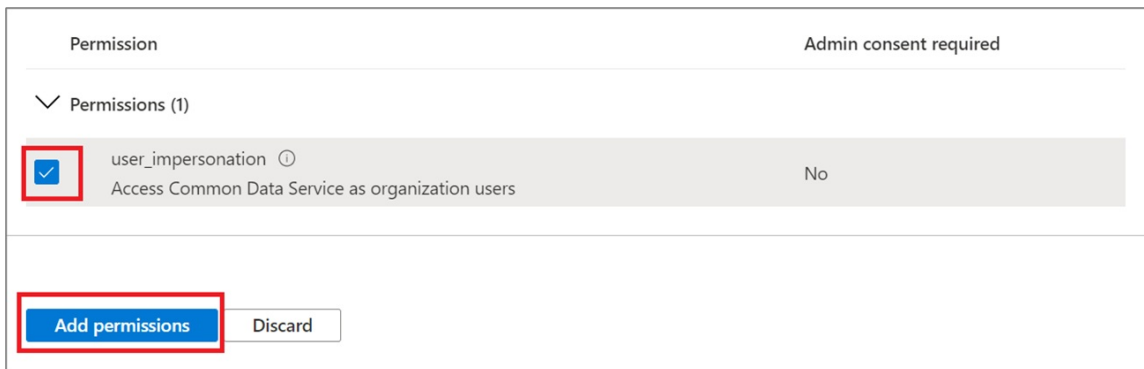 Permission Admin consent required
Permissions (1)
user_impersonation
Access Common Data Service as organization users
No
Add permissions Discard